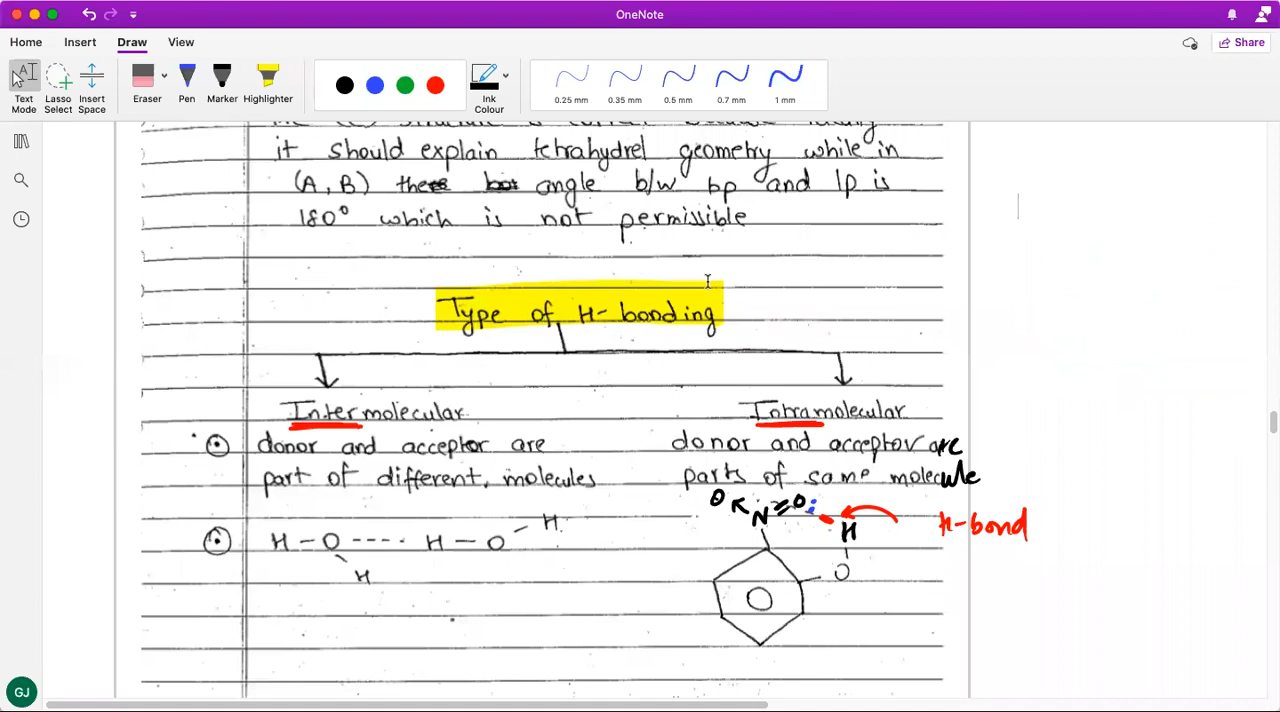 OneNote
Home Insert Draw View
Share
Text Mode
Lasso Select
Insert Space
Eraser
Pen
Marker
Highlighter
Ink Colour
0.25 mm
0.35 mm
0.5 mm
0.7 mm
1 mm
it should explain tetrahydrel geometry while in
(A, B) there angle b/w bp and lp is
180° which is not permissible
Type of H-bonding
Intermolecular
Intramolecular
donor and acceptor are
part of different molecules
donor and acceptor are
parts of same molecule
H - O ---- H - O - H
H
O N O
H
O
H-bond
GJ